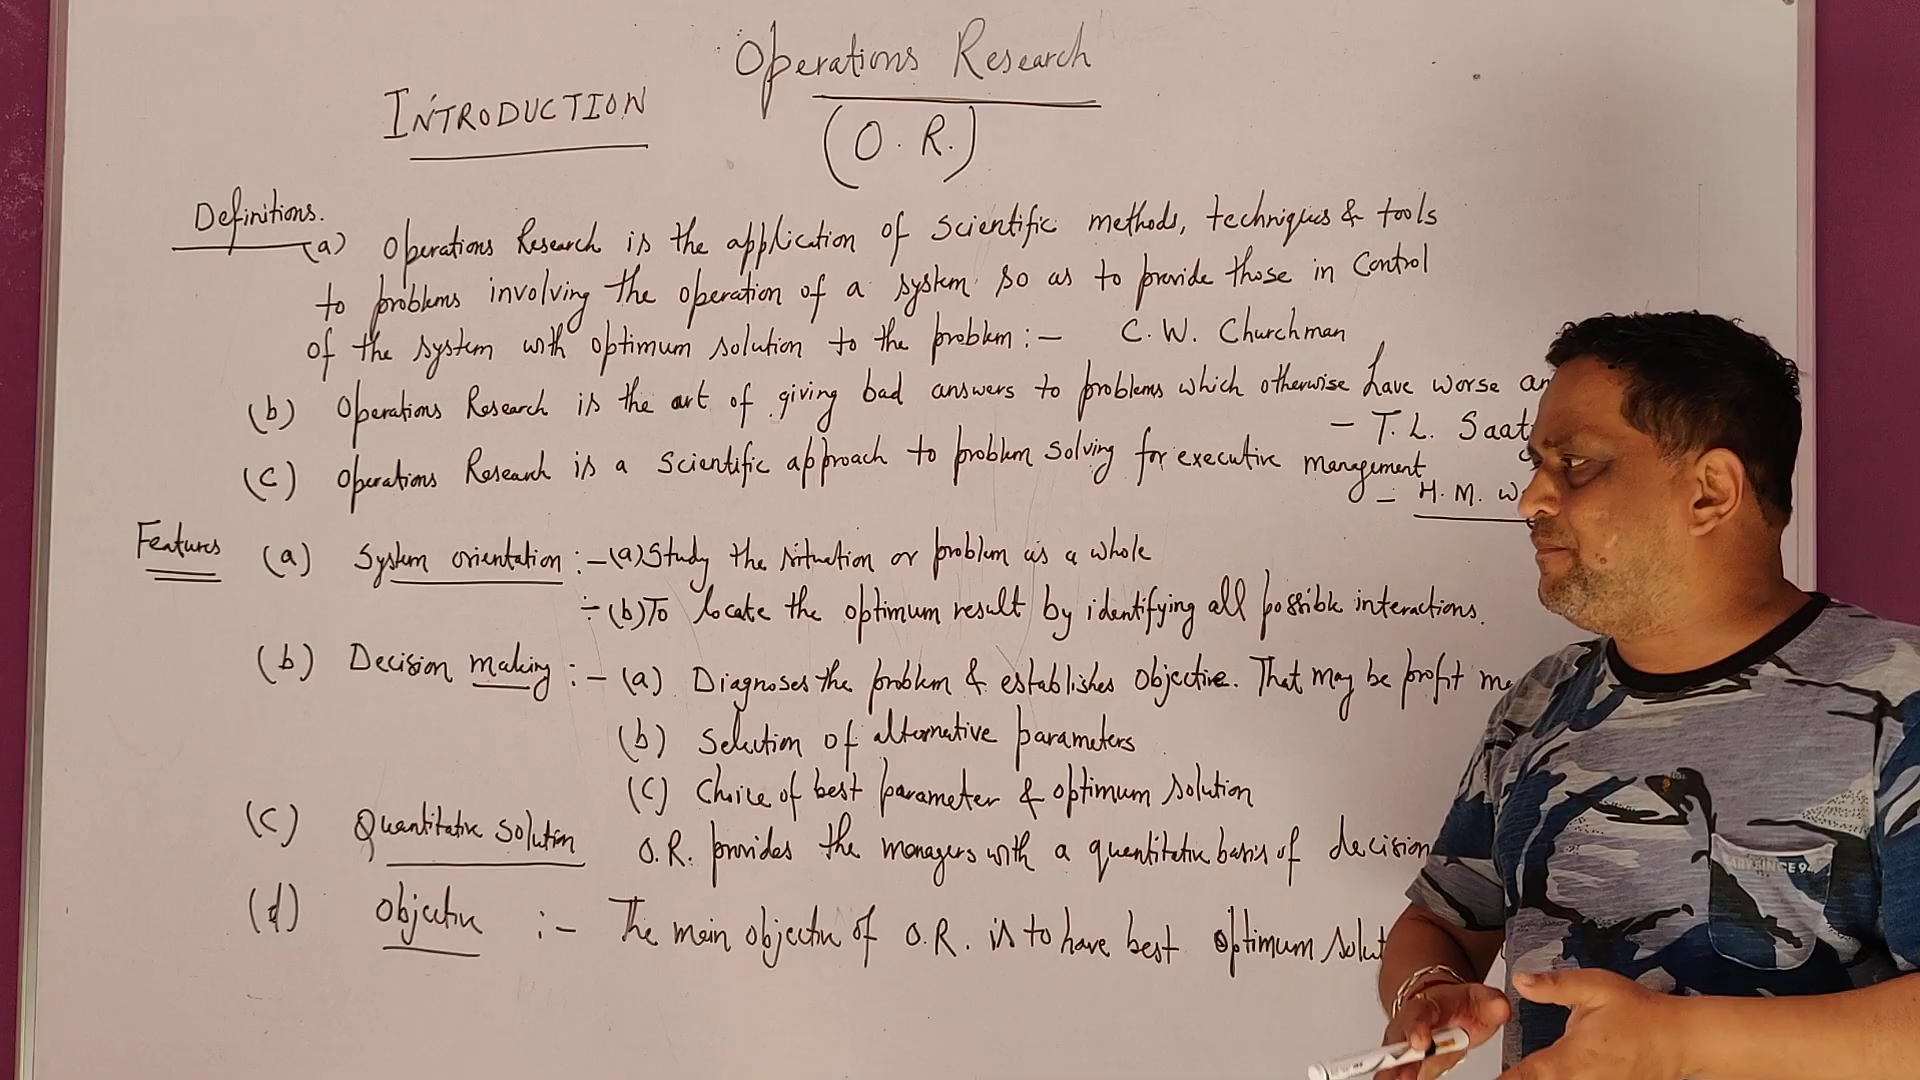 Operations Research
INTRODUCTION
(O.R.)
Definitions.
(a) Operations Research is the application of Scientific methods, techniques & tools
to problems involving the operation of a system so as to provide those in Control
of the system with optimum solution to the problem :- C. W. Churchman
(b) Operations Research is the art of giving bad answers to problems which otherwise have worse
- T. L. Saat
(C) Operations Research is a Scientific approach to problem solving for executive management
- H. M.
Features (a) System orientation :- (a) Study the situation or problem as a whole
:- (b) To locate the optimum result by identifying all possible interactions.
(b) Decision making :- (a) Diagnoses the problem & establishes objective. That may be profit
(b) Selection of alternative parameters
(C) Choice of best parameter & optimum solution
(C) Quantitative solution O.R. provides the managers with a quantitative basis of decision
(d) Objective :- The main objective of O.R. is to have best optimum solut
SINCE 94